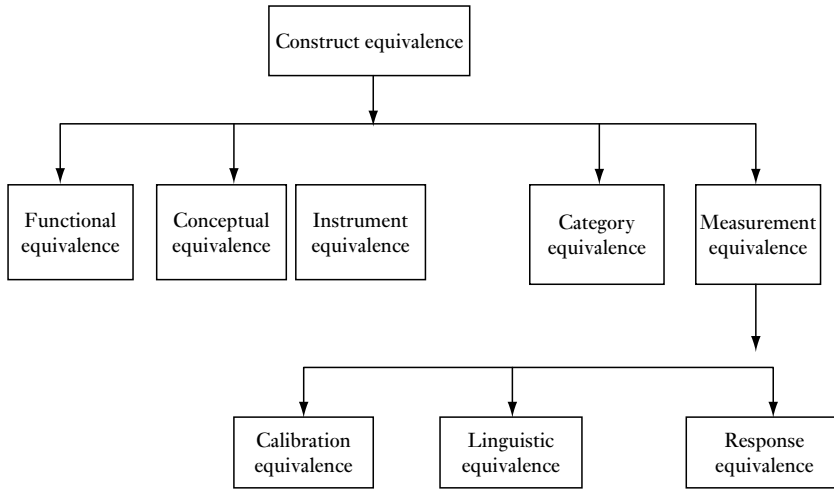 Construct equivalence
Functional
equivalence
Conceptual
equivalence
Instrument
equivalence
Category
equivalence
Measurement
equivalence
Calibration
equivalence
Linguistic
equivalence
Response
equivalence